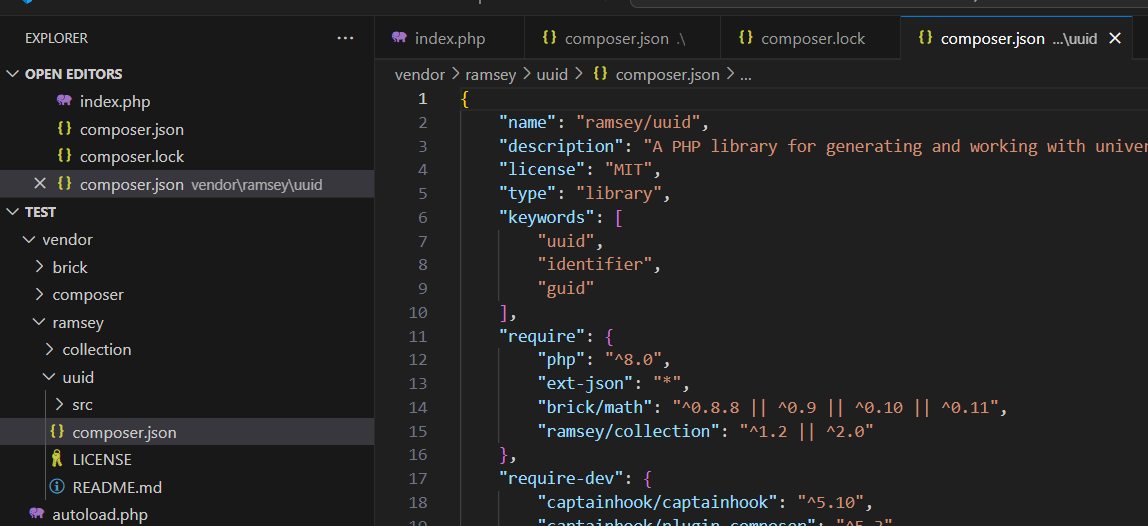 EXPLORER ...
OPEN EDITORS
index.php
composer.json
composer.lock
composer.json vendor\ramsey\uuid
TEST
vendor
brick
composer
ramsey
collection
uuid
src
composer.json
LICENSE
README.md
autoload.php
index.php {} composer.json .\ {} composer.lock {} composer.json ...\uuid
vendor > ramsey > uuid > {} composer.json > ...
1 {
2 "name": "ramsey/uuid",
3 "description": "A PHP library for generating and working with univer
4 "license": "MIT",
5 "type": "library",
6 "keywords": [
7 "uuid",
8 "identifier",
9 "guid"
10 ],
11 "require": {
12 "php": "^8.0",
13 "ext-json": "*",
14 "brick/math": "^0.8.8 || ^0.9 || ^0.10 || ^0.11",
15 "ramsey/collection": "^1.2 || ^2.0"
16 },
17 "require-dev": {
18 "captainhook/captainhook": "^5.10",
19 "captainhook/plugin-composer": "^5.3"